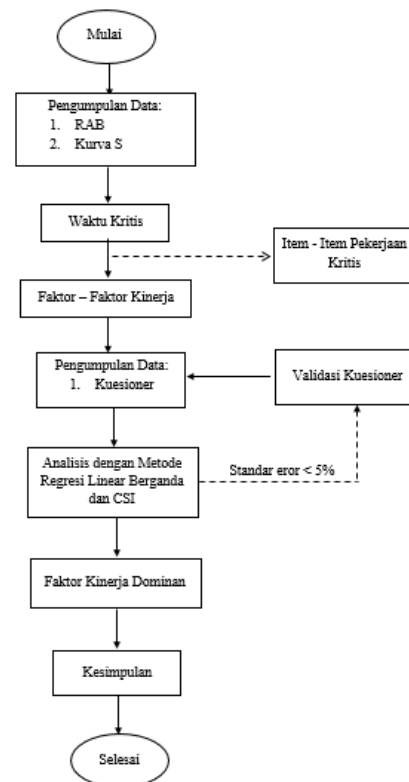 Mulai
Pengumpulan Data:
1. RAB
2. Kurva S
Waktu Kritis
Item - Item Pekerjaan
Kritis
Faktor – Faktor Kinerja
Pengumpulan Data:
1. Kuesioner
Validasi Kuesioner
Analisis dengan Metode
Regresi Linear Berganda
dan CSI
Standar eror < 5%
Faktor Kinerja Dominan
Kesimpulan
Selesai